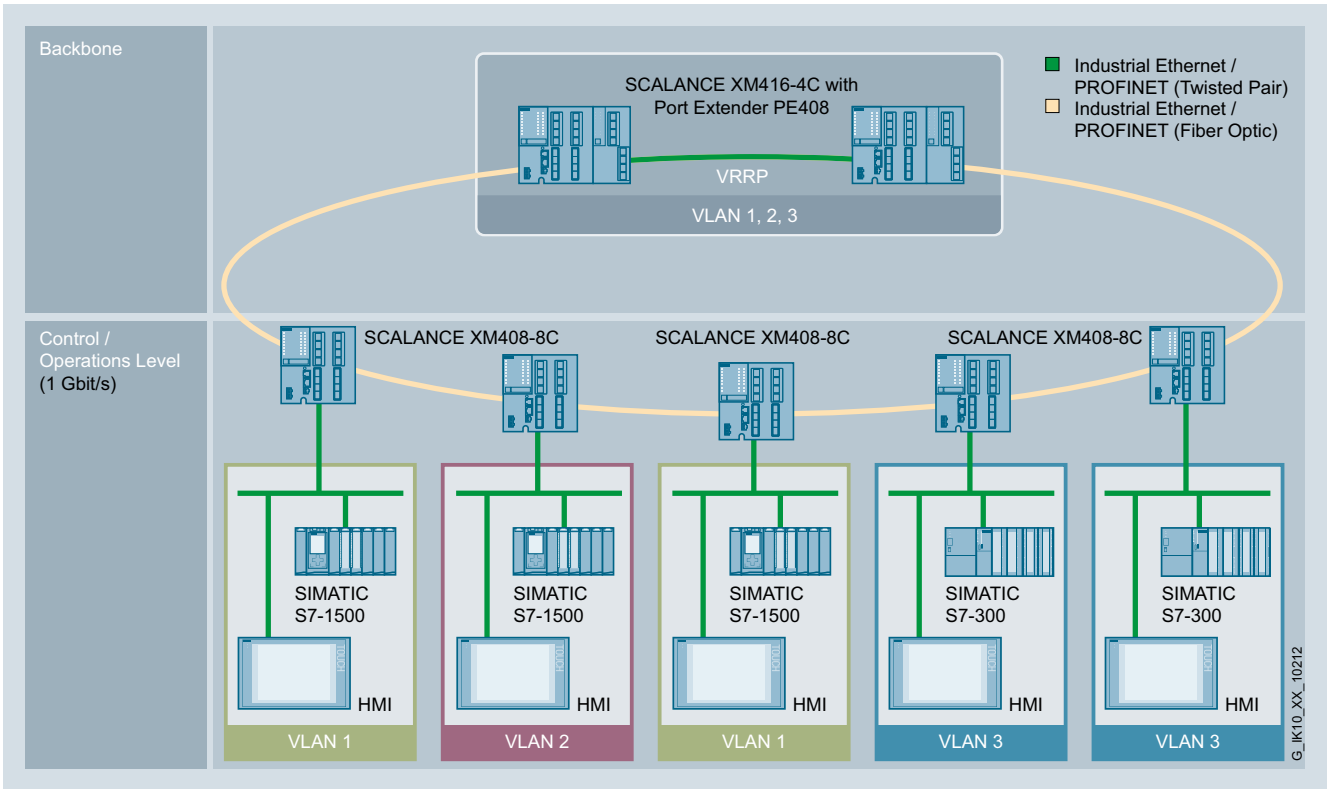 Backbone
SCALANCE XM416-4C with
Port Extender PE408
VRRP
VLAN 1, 2, 3
Industrial Ethernet /
PROFINET (Twisted Pair)
Industrial Ethernet /
PROFINET (Fiber Optic)
Control /
Operations Level
(1 Gbit/s)
SCALANCE XM408-8C
SCALANCE XM408-8C
SCALANCE XM408-8C
SIMATIC
S7-1500
HMI
VLAN 1
SIMATIC
S7-1500
HMI
VLAN 2
SIMATIC
S7-1500
HMI
VLAN 1
SIMATIC
S7-300
HMI
VLAN 3
SIMATIC
S7-300
HMI
VLAN 3
G_IK10_XX_10212